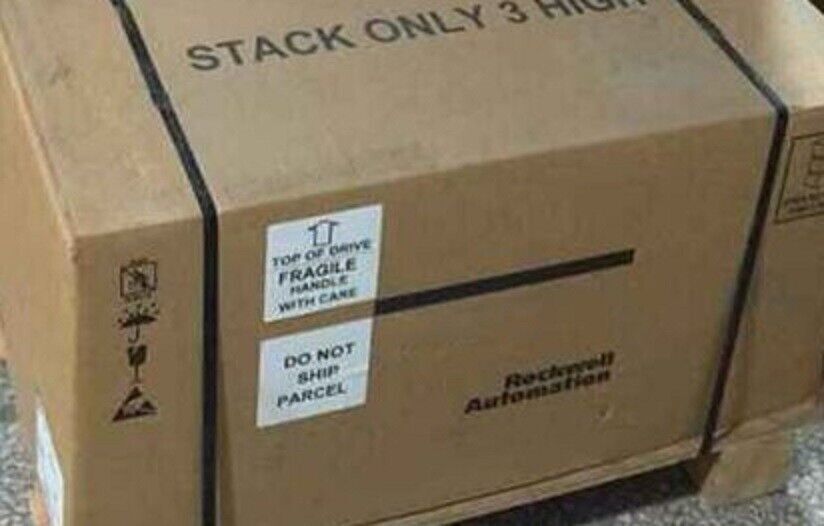 STACK ONLY 3 HIGH
TOP OF DRIVE
FRAGILE
HANDLE
WITH CARE
DO NOT
SHIP
PARCEL
Rockwell
Automation